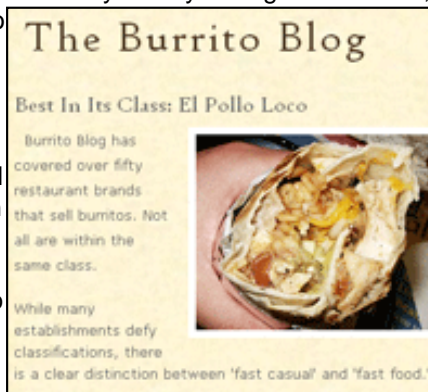 The Burrito Blog
Best In Its Class: El Pollo Loco
Burrito Blog has
covered over fifty
restaurant brands
that sell burritos. Not
all are within the
same class.
While many
establishments defy
classifications, there
is a clear distinction between 'fast casual' and 'fast food.'